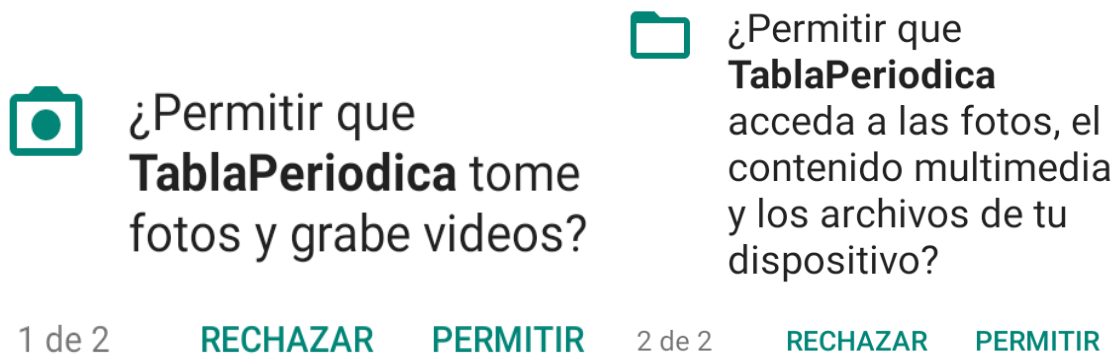 ¿Permitir que
TablaPeriodica tome
fotos y grabe videos?
1 de 2 RECHAZAR PERMITIR
¿Permitir que
TablaPeriodica
acceda a las fotos, el
contenido multimedia
y los archivos de tu
dispositivo?
2 de 2 RECHAZAR PERMITIR